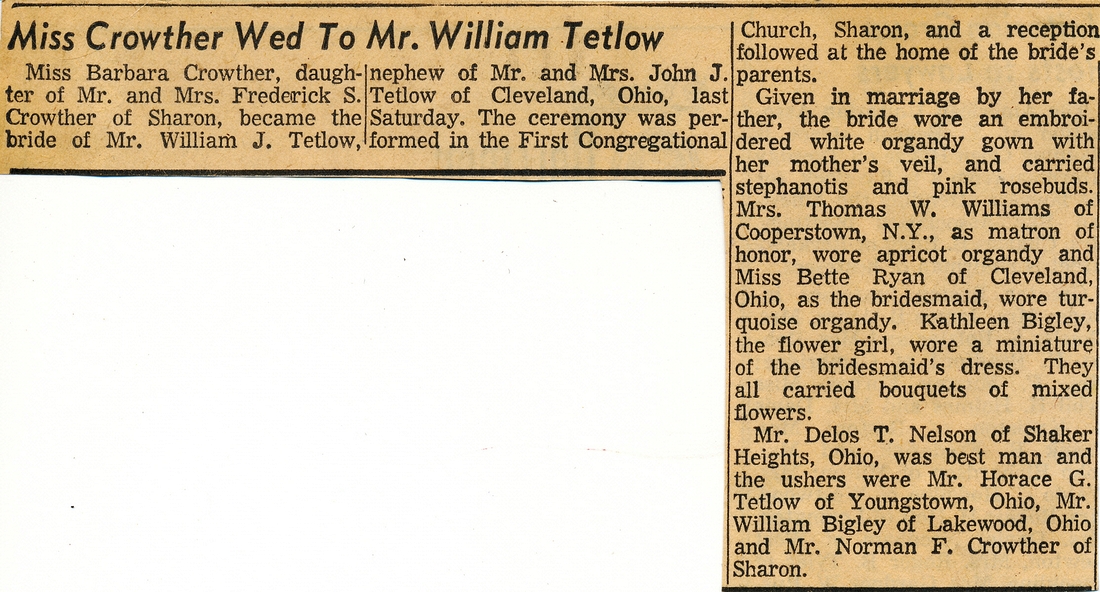 Miss Crowther Wed To Mr. William Tetlow
Miss Barbara Crowther, daugh-
ter of Mr. and Mrs. Frederick S.
Crowther of Sharon, became the
bride of Mr. William J. Tetlow,
nephew of Mr. and Mrs. John J.
Tetlow of Cleveland, Ohio, last
Saturday. The ceremony was per-
formed in the First Congregational
Church, Sharon, and a reception
followed at the home of the bride's
parents.
Given in marriage by her fa-
ther, the bride wore an embroi-
dered white organdy gown with
her mother's veil, and carried
stephanotis and pink rosebuds.
Mrs. Thomas W. Williams of
Cooperstown, N.Y., as matron of
honor, wore apricot organdy and
Miss Bette Ryan of Cleveland,
Ohio, as the bridesmaid, wore tur-
quoise organdy. Kathleen Bigley,
the flower girl, wore a miniature
of the bridesmaid's dress. They
all carried bouquets of mixed
flowers.
Mr. Delos T. Nelson of Shaker
Heights, Ohio, was best man and
the ushers were Mr. Horace G.
Tetlow of Youngstown, Ohio, Mr.
William Bigley of Lakewood, Ohio
and Mr. Norman F. Crowther of
Sharon.